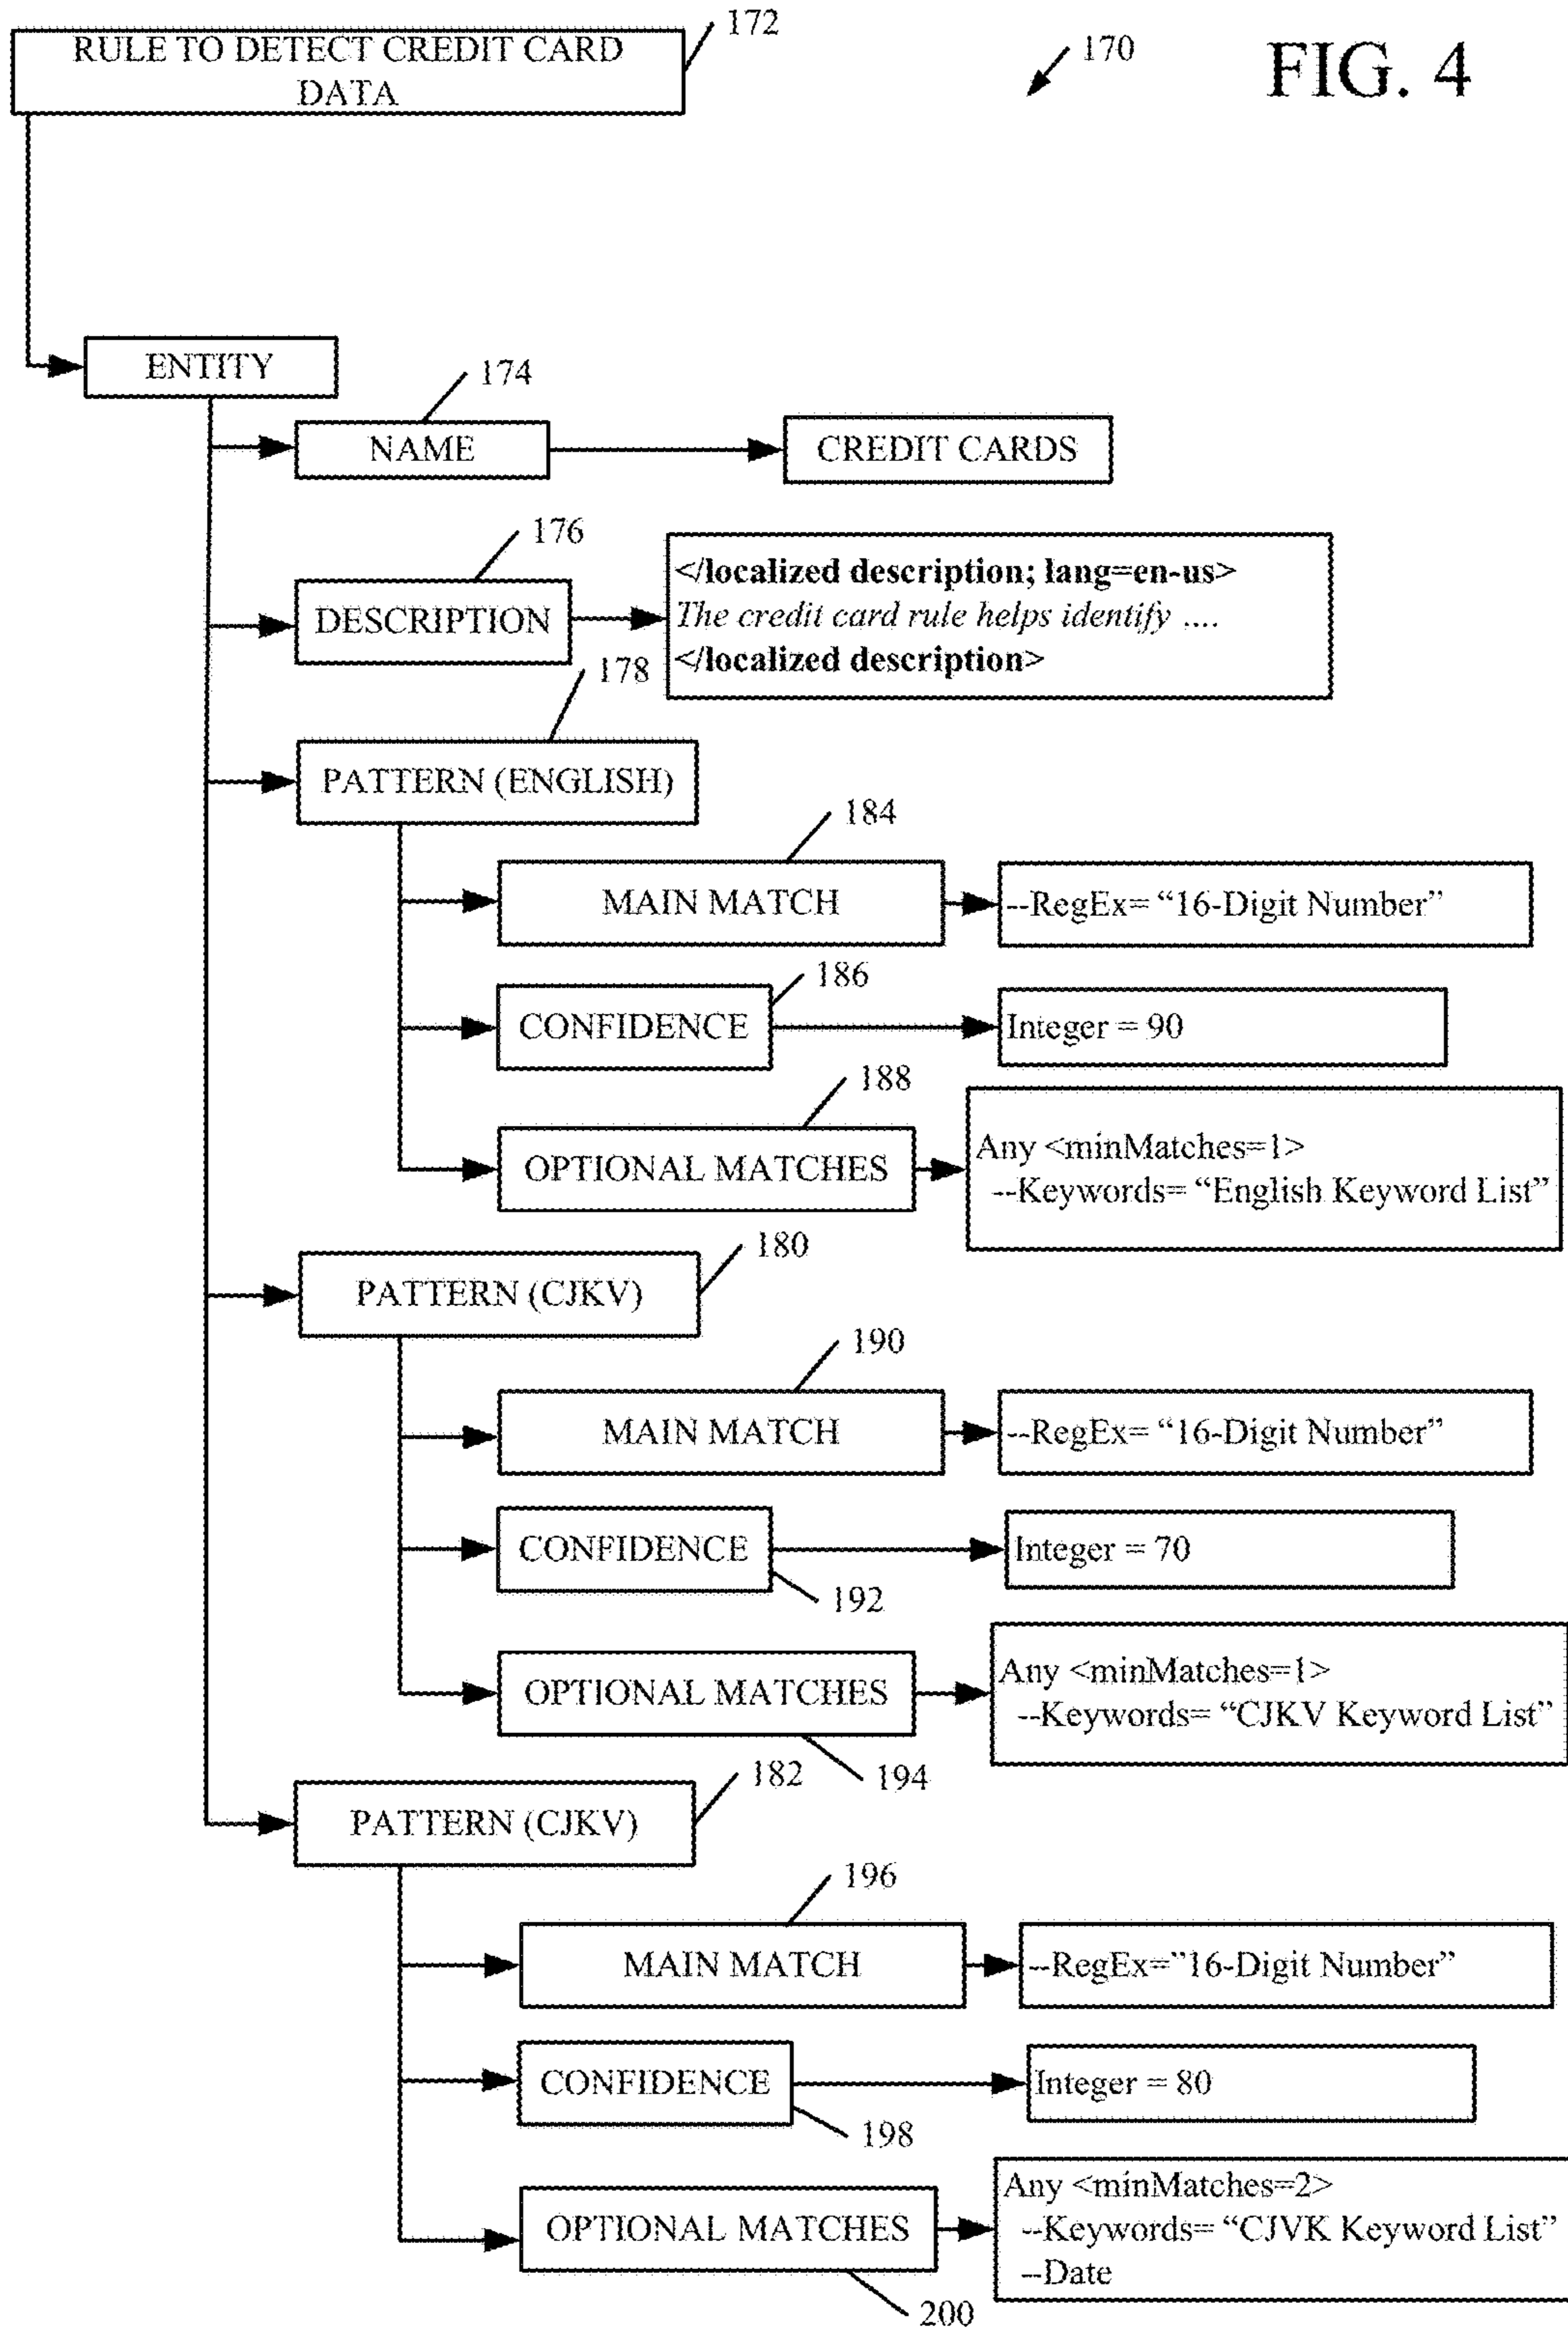 172
RULE TO DETECT CREDIT CARD
DATA
170
FIG. 4
ENTITY
174
NAME
CREDIT CARDS
176
DESCRIPTION
</localized description; lang=en-us>
The credit card rule helps identify ....
</localized description>
178
PATTERN (ENGLISH)
184
MAIN MATCH
--RegEx= “16-Digit Number”
186
CONFIDENCE
Integer = 90
188
OPTIONAL MATCHES
Any <minMatches=1>
--Keywords= “English Keyword List”
180
PATTERN (CJKV)
190
MAIN MATCH
--RegEx= “16-Digit Number”
CONFIDENCE
Integer = 70
192
OPTIONAL MATCHES
Any <minMatches=1>
--Keywords= “CJKV Keyword List”
194
182
PATTERN (CJKV)
196
MAIN MATCH
--RegEx=”16-Digit Number”
CONFIDENCE
Integer = 80
198
OPTIONAL MATCHES
Any <minMatches=2>
--Keywords= “CJVK Keyword List”
--Date
200